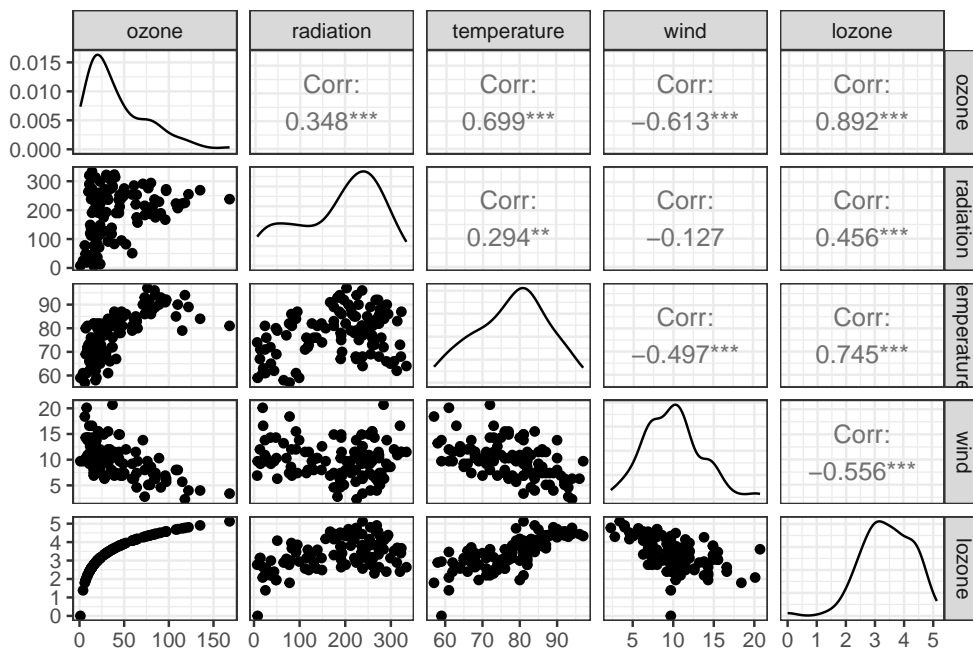 ozone radiation temperature wind lozone
0.015
0.010
0.005
0.000
Corr:
0.348***
Corr:
0.699***
Corr:
−0.613***
Corr:
0.892***
ozone
300
200
100
0
Corr:
0.294**
Corr:
−0.127
Corr:
0.456***
radiation
90
80
70
60
Corr:
−0.497***
Corr:
0.745***
emperature
20
15
10
5
Corr:
−0.556***
wind
5
4
3
2
1
0
lozone
0 50 100 150 0 100 200 300 60 70 80 90 5 10 15 20 0 1 2 3 4 5